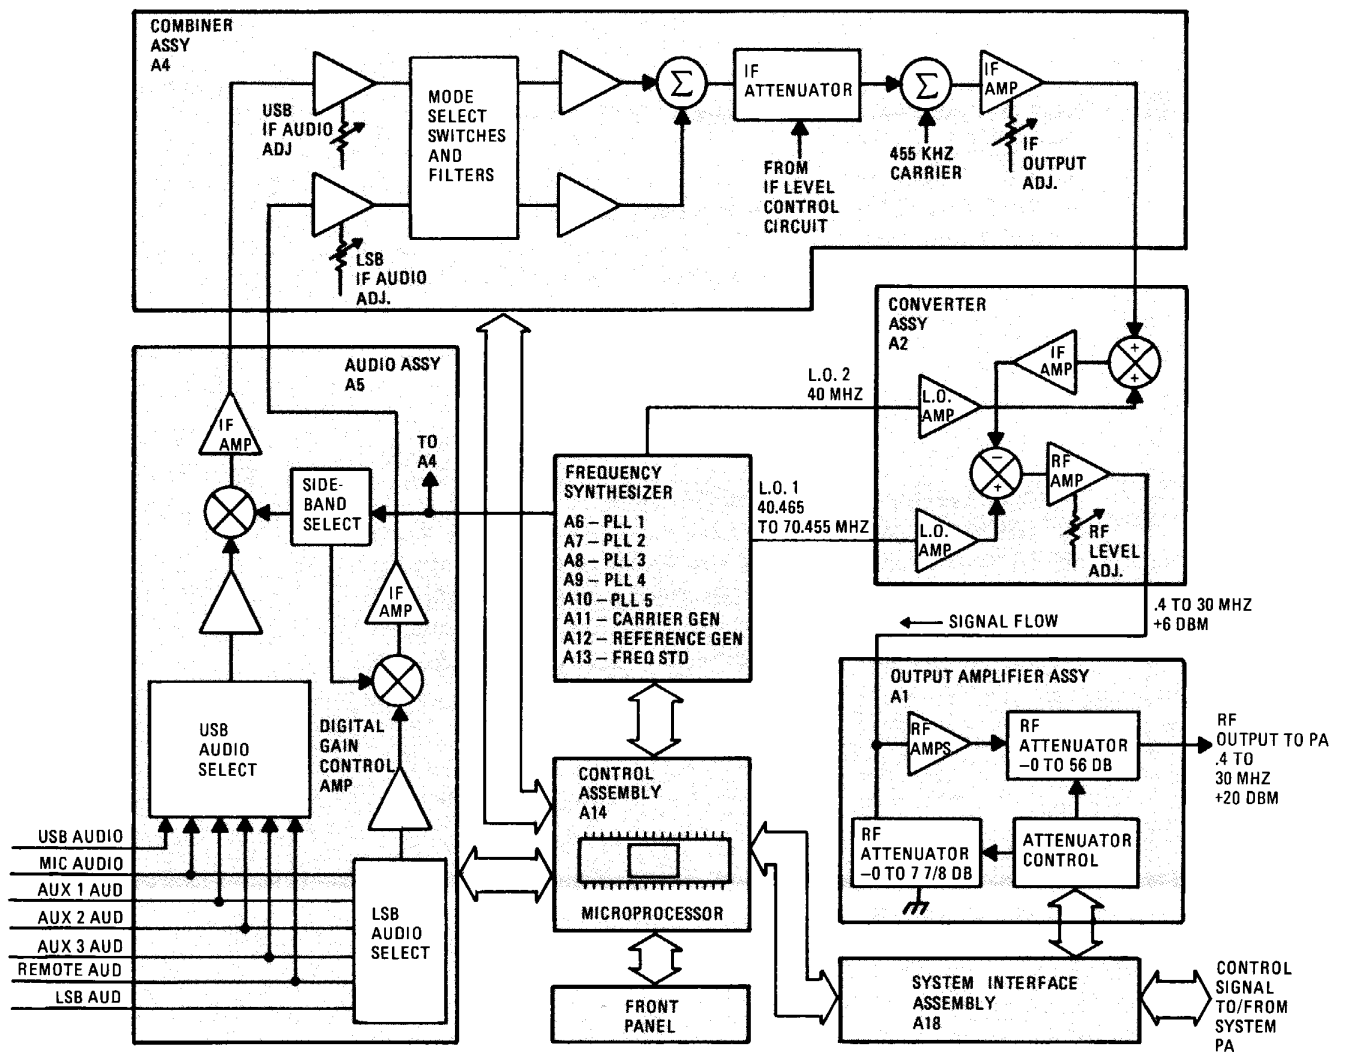 COMBINER
ASSY
A4
USB
IF AUDIO
ADJ
LSB
IF AUDIO
ADJ.
MODE
SELECT
SWITCHES
AND
FILTERS
Σ
IF
ATTENUATOR
FROM
IF LEVEL
CONTROL
CIRCUIT
Σ
455 KHZ
CARRIER
IF
AMP
IF
OUTPUT
ADJ.
AUDIO ASSY
A5
IF
AMP
SIDE-
BAND
SELECT
TO
A4
IF
AMP
USB
AUDIO
SELECT
DIGITAL
GAIN
CONTROL
AMP
USB AUDIO
MIC AUDIO
AUX 1 AUD
AUX 2 AUD
AUX 3 AUD
REMOTE AUD
LSB AUD
LSB
AUDIO
SELECT
FREQUENCY
SYNTHESIZER
A6 – PLL 1
A7 – PLL 2
A8 – PLL 3
A9 – PLL 4
A10 – PLL 5
A11 – CARRIER GEN
A12 – REFERENCE GEN
A13 – FREQ STD
L.O. 2
40 MHZ
L.O. 1
40.465
TO 70.455 MHZ
CONVERTER
ASSY
A2
IF
AMP
+
+
L.O.
AMP
–
+
RF
AMP
L.O.
AMP
RF
LEVEL
ADJ.
.4 TO 30 MHZ
+6 DBM
SIGNAL FLOW
OUTPUT AMPLIFIER ASSY
A1
RF
AMPS
RF
ATTENUATOR
–0 TO 56 DB
RF
OUTPUT TO PA
.4 TO
30 MHZ
+20 DBM
RF
ATTENUATOR
–0 TO 7 7/8 DB
ATTENUATOR
CONTROL
CONTROL
ASSEMBLY
A14
MICROPROCESSOR
FRONT
PANEL
SYSTEM INTERFACE
ASSEMBLY
A18
CONTROL
SIGNAL
TO/FROM
SYSTEM
PA